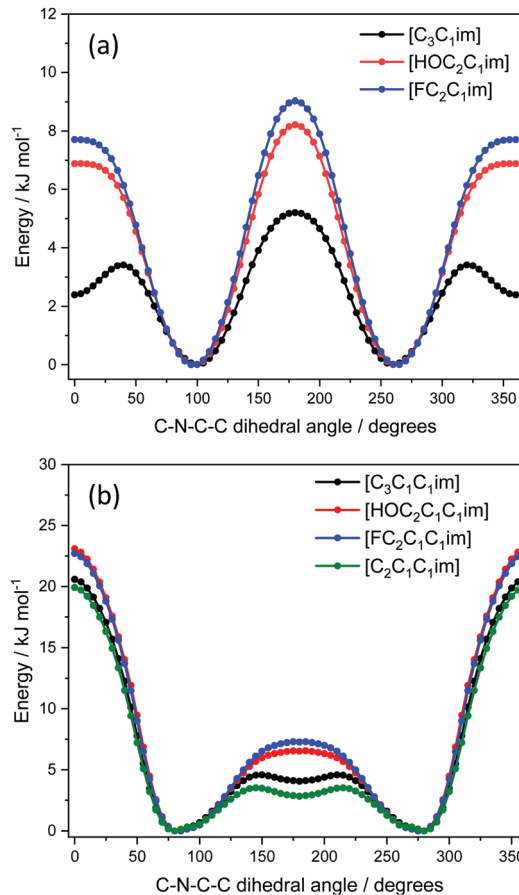 (a)
[C₃C₁im]
[HOC₂C₁im]
[FC₂C₁im]
12
10
8
6
4
2
0
Energy / kJ mol⁻¹
0 50 100 150 200 250 300 350
C-N-C-C dihedral angle / degrees
(b)
[C₃C₁C₁im]
[HOC₂C₁C₁im]
[FC₂C₁C₁im]
[C₂C₁C₁im]
30
25
20
15
10
5
0
Energy / kJ mol⁻¹
0 50 100 150 200 250 300 350
C-N-C-C dihedral angle / degrees